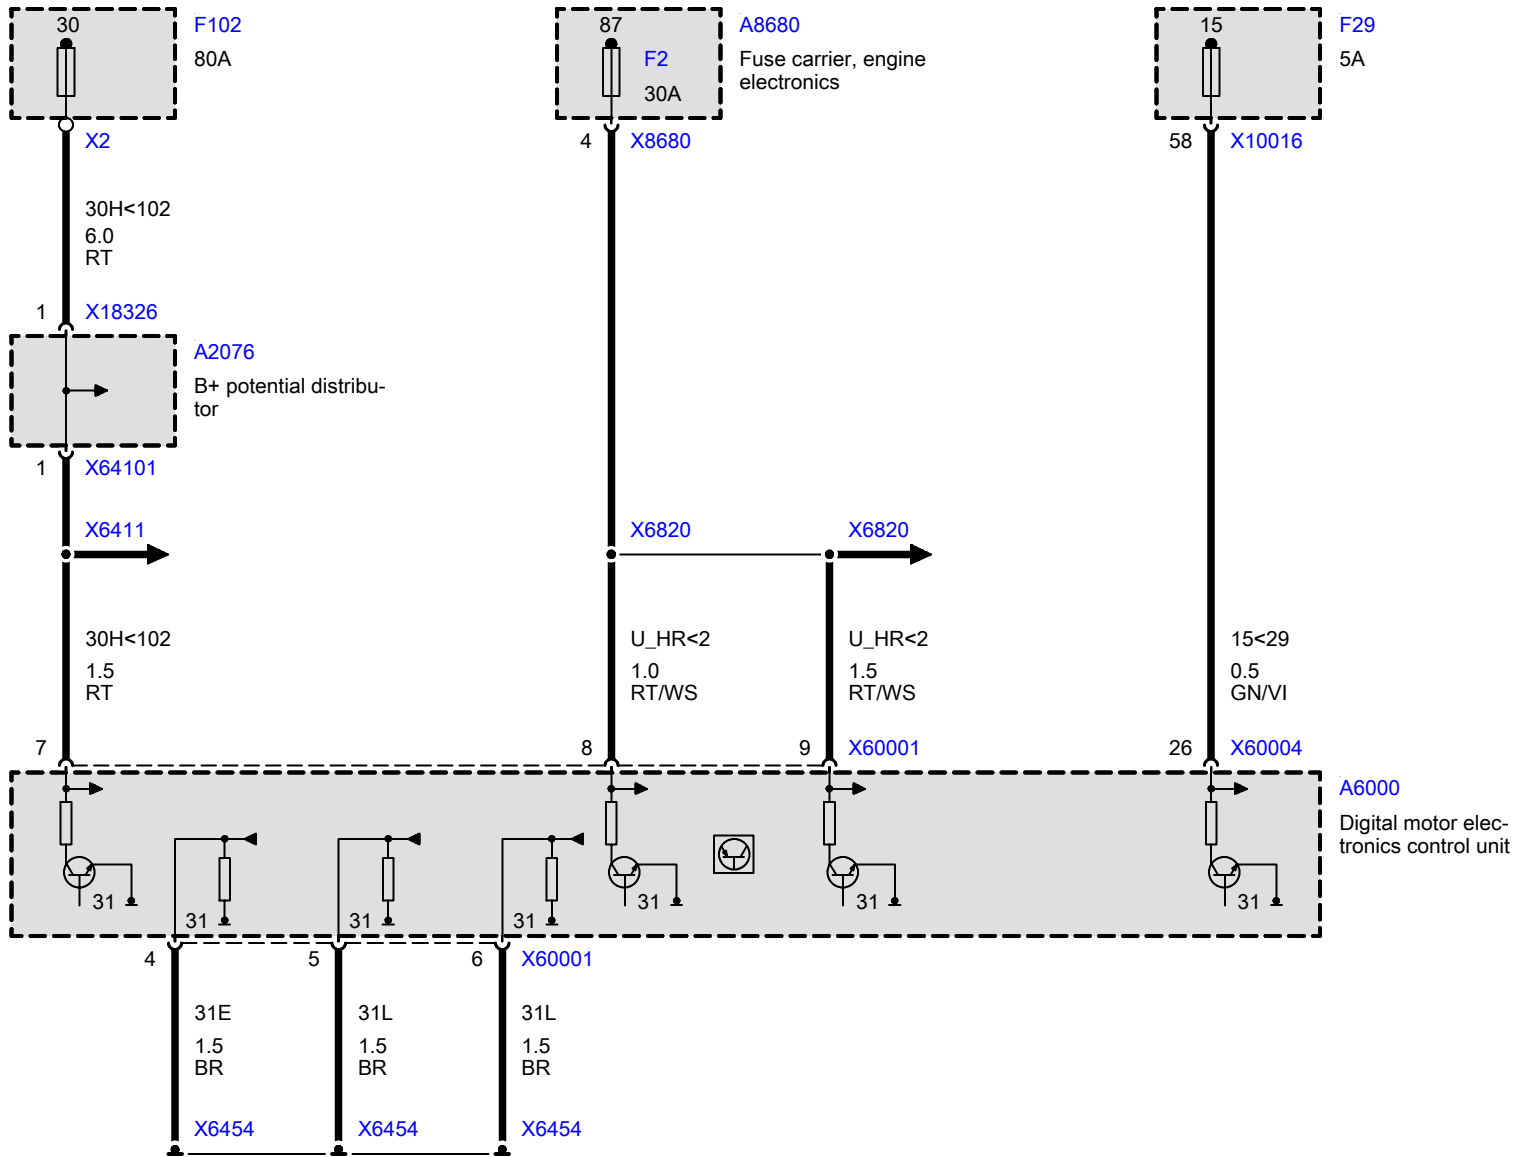 30
F102
80A
X2
30H<102
6.0
RT
1
X18326
A2076
B+ potential distribu-
tor
1
X64101
X6411
30H<102
1.5
RT
7
87
F2
30A
A8680
Fuse carrier, engine
electronics
4
X8680
X6820
X6820
U_HR<2
1.0
RT/WS
U_HR<2
1.5
RT/WS
8
9
X60001
15
F29
5A
58
X10016
15<29
0.5
GN/VI
26
X60004
A6000
Digital motor elec-
tronics control unit
31
31
31
31
31
31
31
4
5
6
X60001
31E
1.5
BR
31L
1.5
BR
31L
1.5
BR
X6454
X6454
X6454